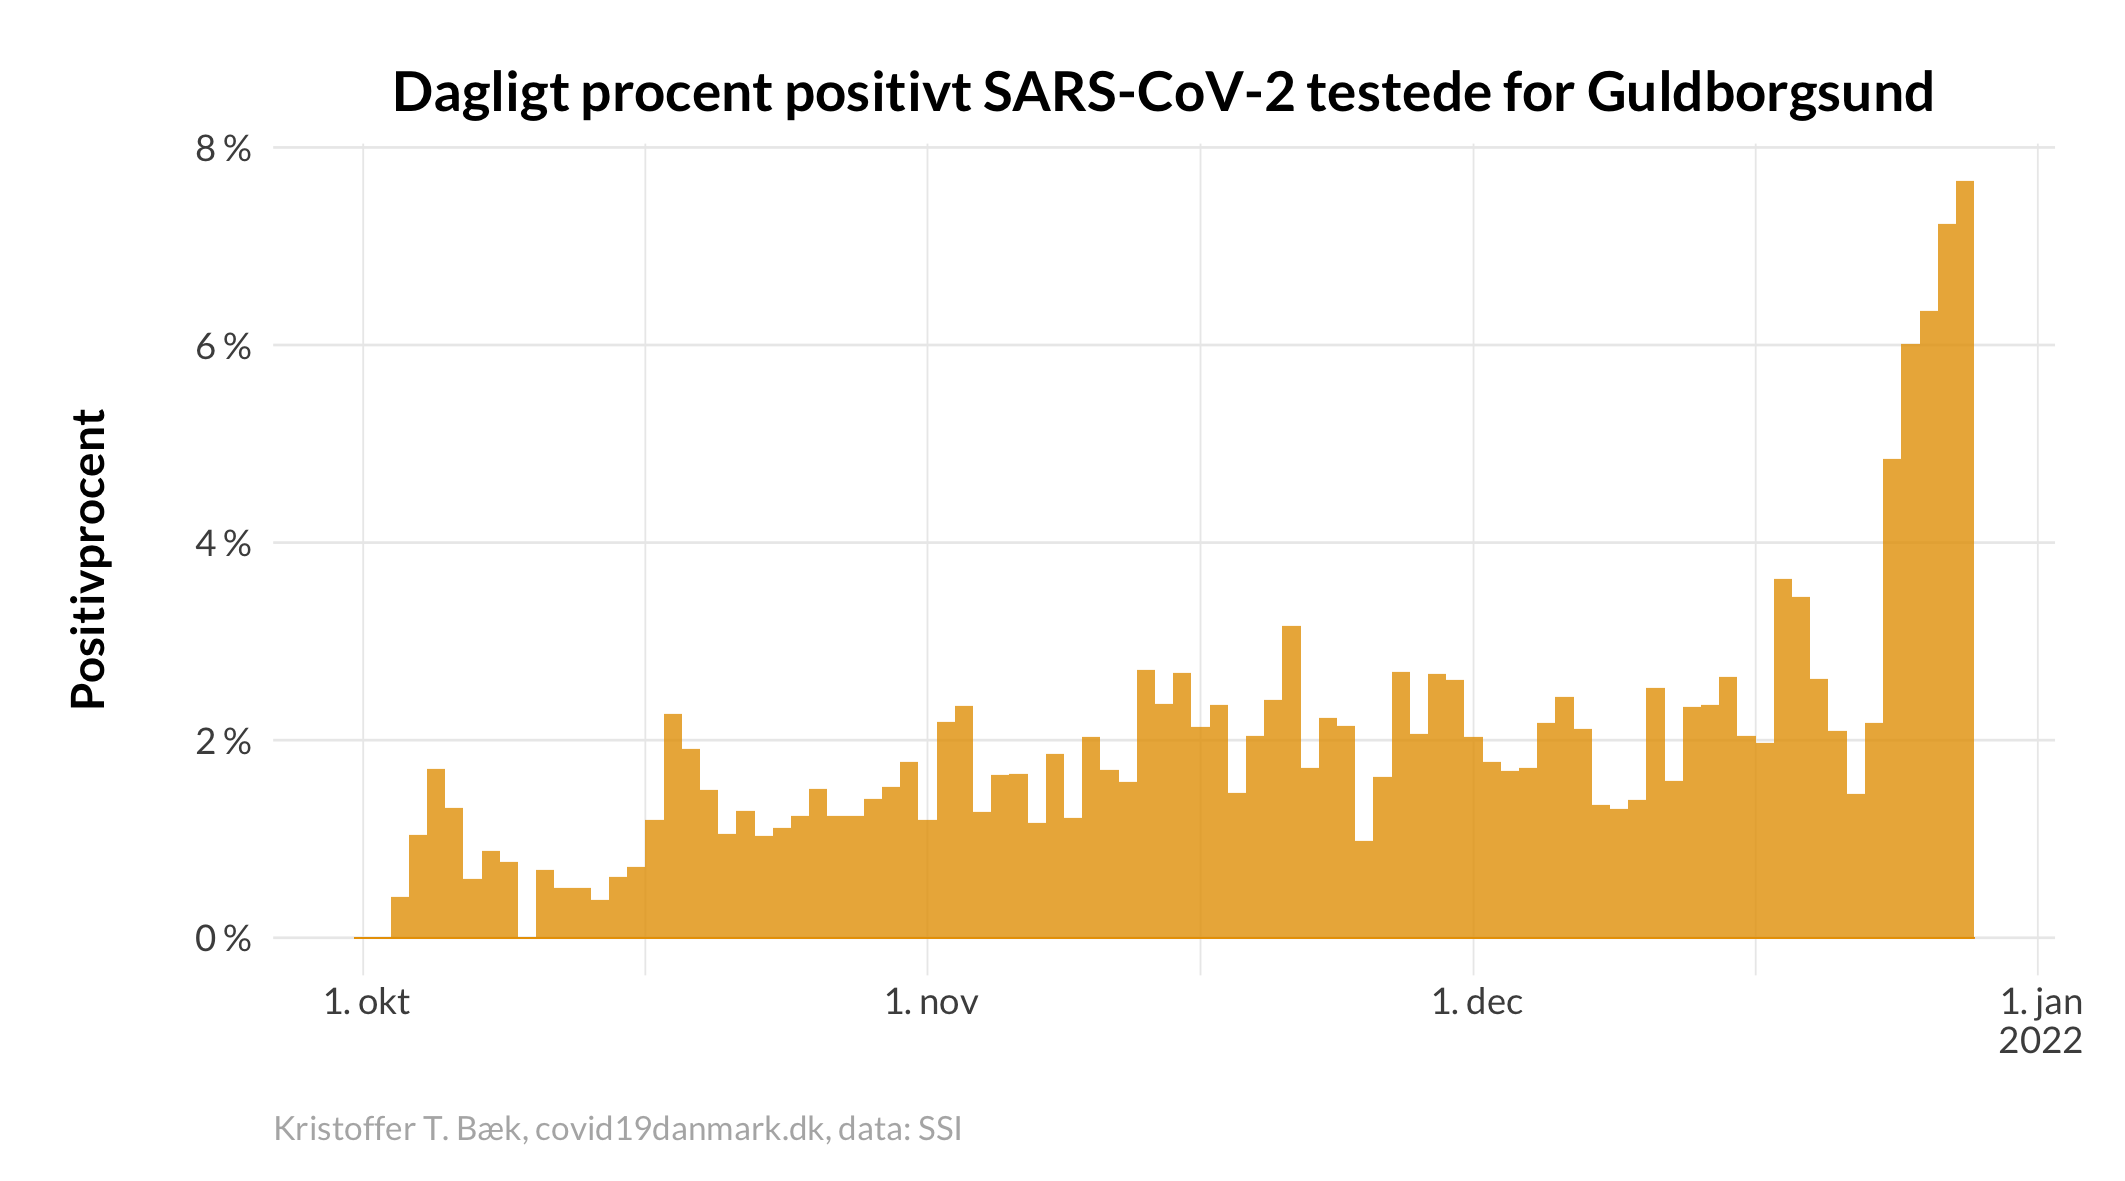 Dagligt procent positivt SARS-CoV-2 testede for Guldborgsund
8 %
6 %
4 %
2 %
0 %
Positivprocent
1. okt
1. nov
1. dec
1. jan
2022
Kristoffer T. Bæk, covid19danmark.dk, data: SSI